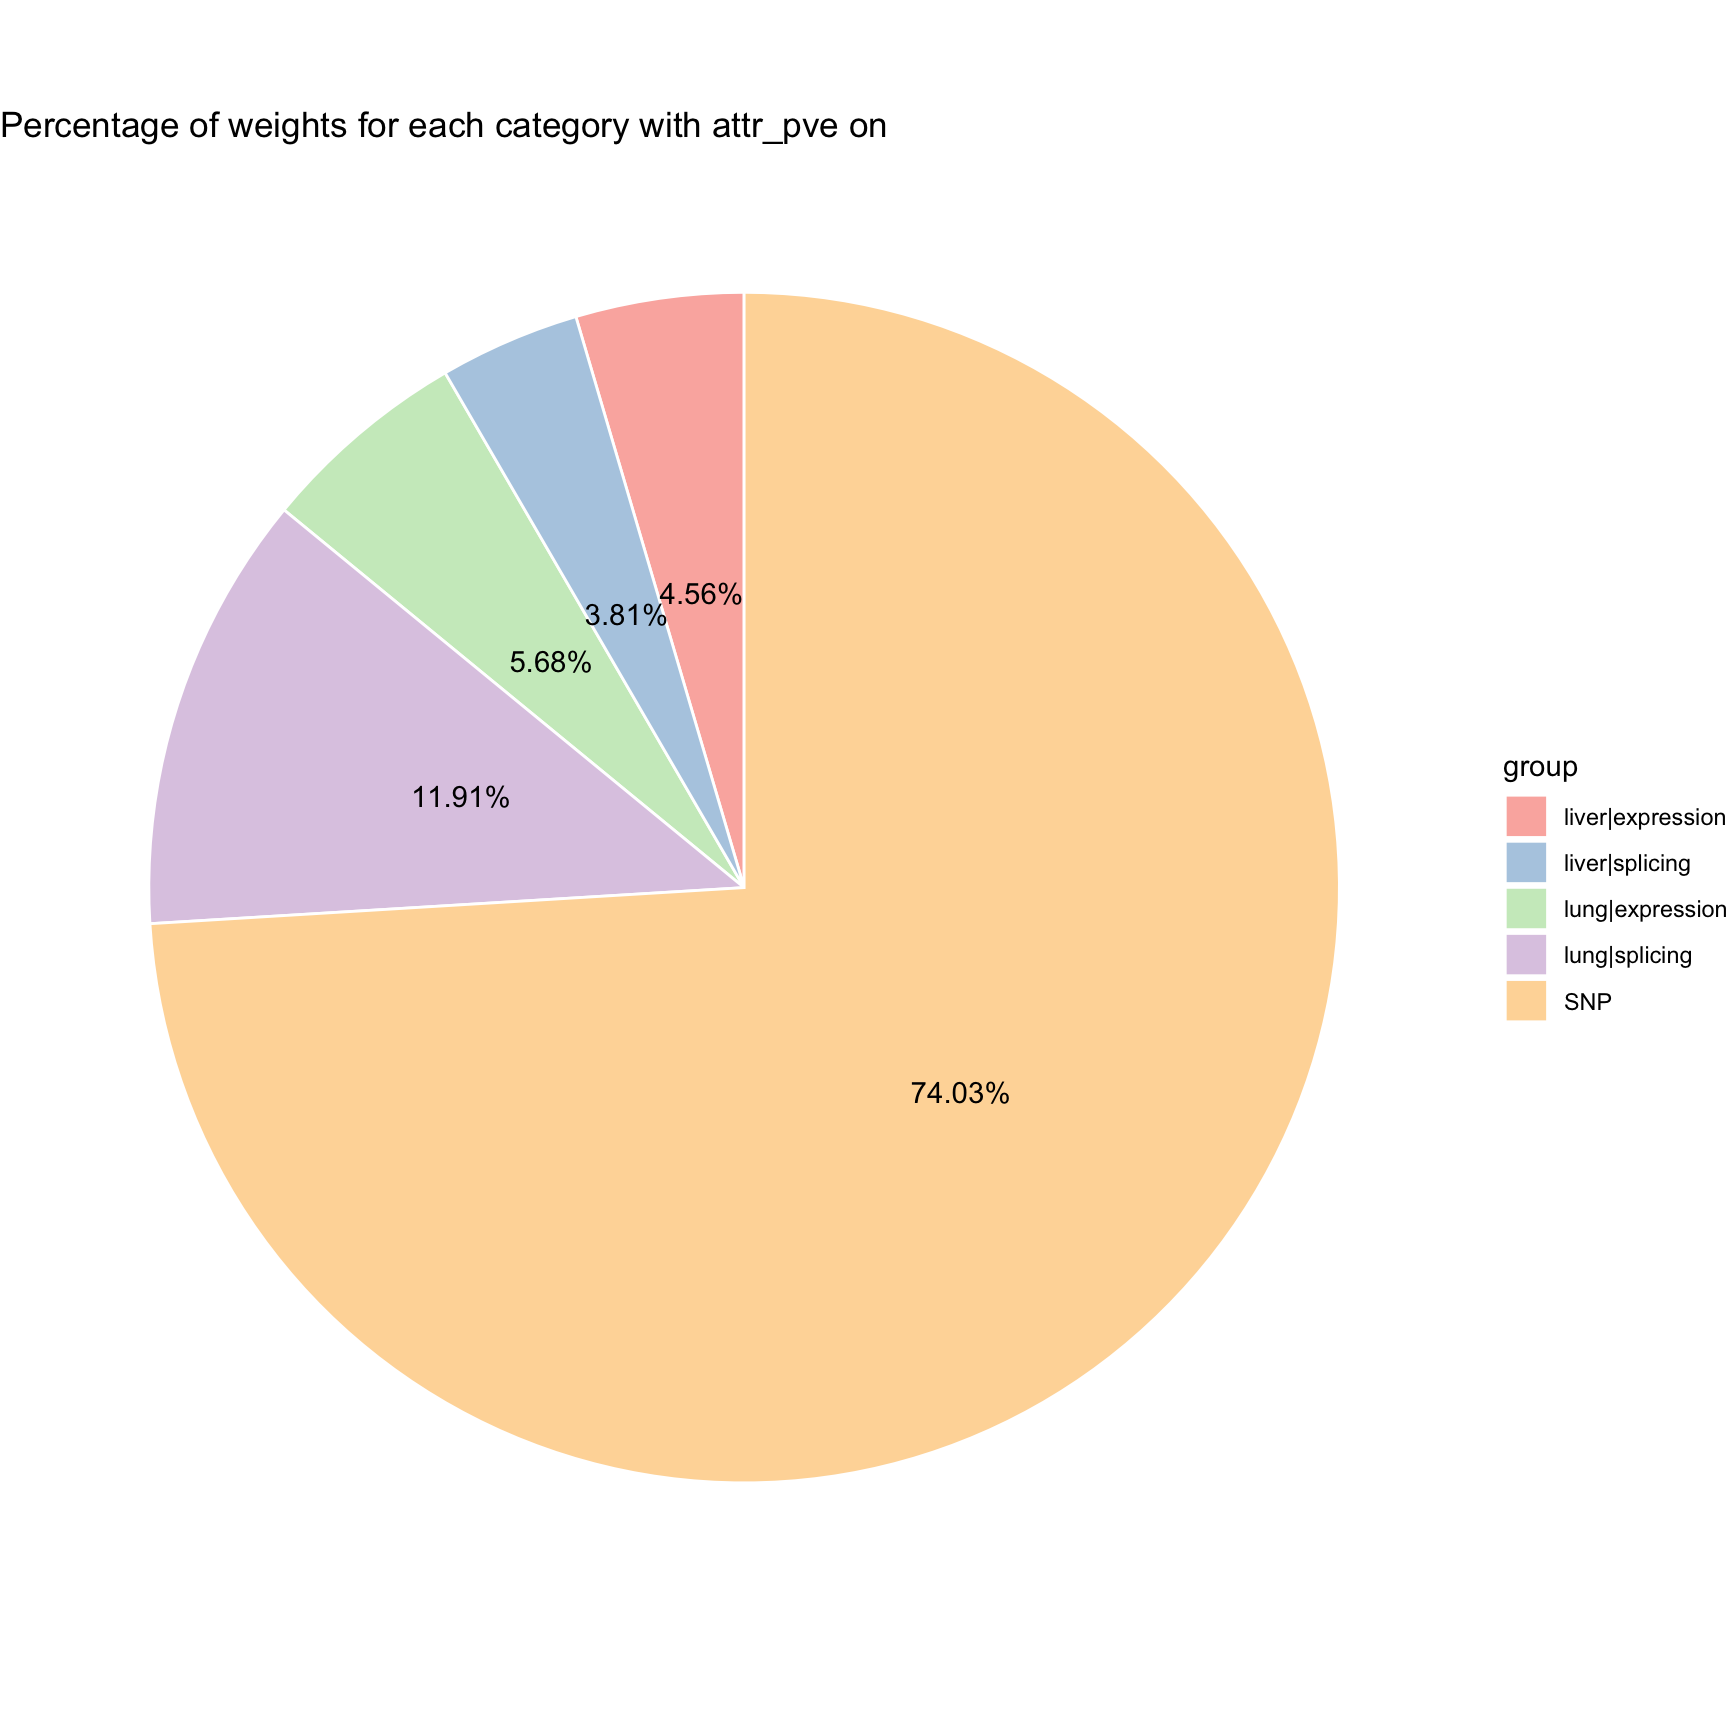 Percentage of weights for each category with attr_pve on
4.56%
3.81%
5.68%
11.91%
74.03%
group
liver|expression
liver|splicing
lung|expression
lung|splicing
SNP